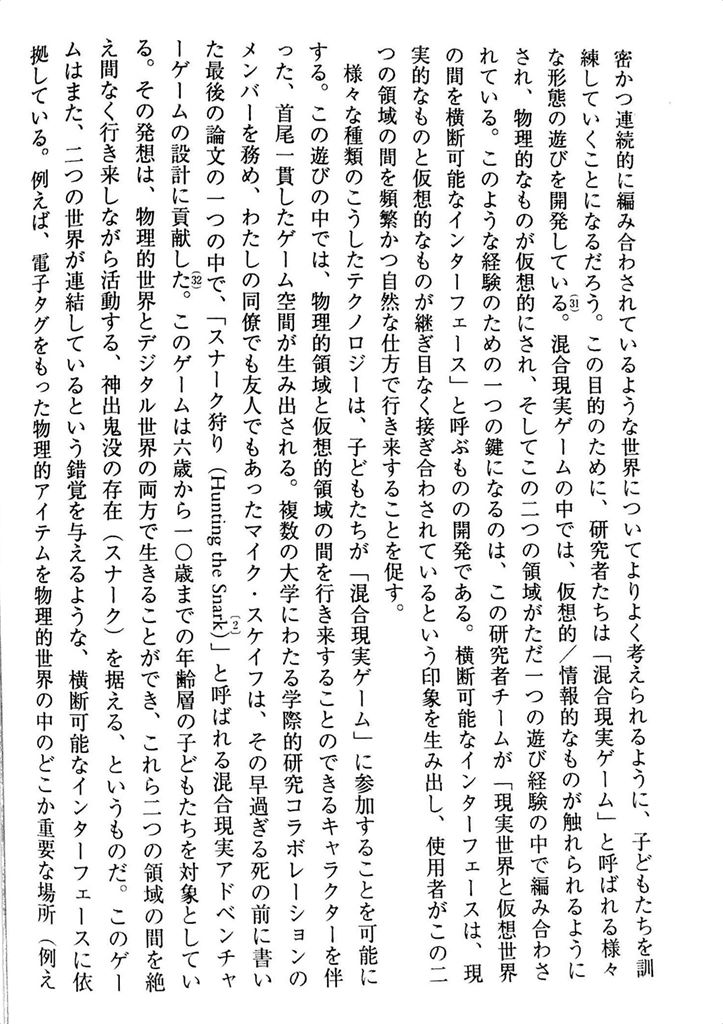 密かつ連続的に編み合わされているような世界についてよりよく考えられるように、子どもたちを訓
練していくことになるだろう。この目的のために、研究者たちは「混合現実ゲーム」と呼ばれる様々
な形態の遊びを開発している。(31)混合現実ゲームの中では、仮想的/情報的なものが触れられるように
され、物理的なものが仮想的にされ、そしてこの二つの領域がただ一つの遊び経験の中で編み合わさ
れている。このような経験のための一つの鍵になるのは、この研究者チームが「現実世界と仮想世界
の間を横断可能なインターフェース」と呼ぶものの開発である。横断可能なインターフェースは、現
実的なものと仮想的なものが継ぎ目なく接ぎ合わされているという印象を生み出し、使用者がこの二
つの領域の間を頻繁かつ自然な仕方で行き来することを促す。
様々な種類のこうしたテクノロジーは、子どもたちが「混合現実ゲーム」に参加することを可能に
する。この遊びの中では、物理的領域と仮想的領域の間を行き来することのできるキャラクターを伴
った、首尾一貫したゲーム空間が生み出される。複数の大学にわたる学際的研究コラボレーションの
メンバーを務め、わたしの同僚でも友人でもあったマイク・スケイフは、その早過ぎる死の前に書い
た最後の論文の一つの中で、「スナーク狩り(Hunting the Snark)[2]」と呼ばれる混合現実アドベンチャ
ーゲームの設計に貢献した。(32)このゲームは六歳から一〇歳までの年齢層の子どもたちを対象としてい
る。その発想は、物理的世界とデジタル世界の両方で生きることができ、これら二つの領域の間を絶
え間なく行き来しながら活動する、神出鬼没の存在(スナーク)を据える、というものだ。このゲー
ムはまた、二つの世界が連結しているという錯覚を与えるような、横断可能なインターフェースに依
拠している。例えば、電子タグをもった物理的アイテムを物理的世界の中のどこか重要な場所(例え